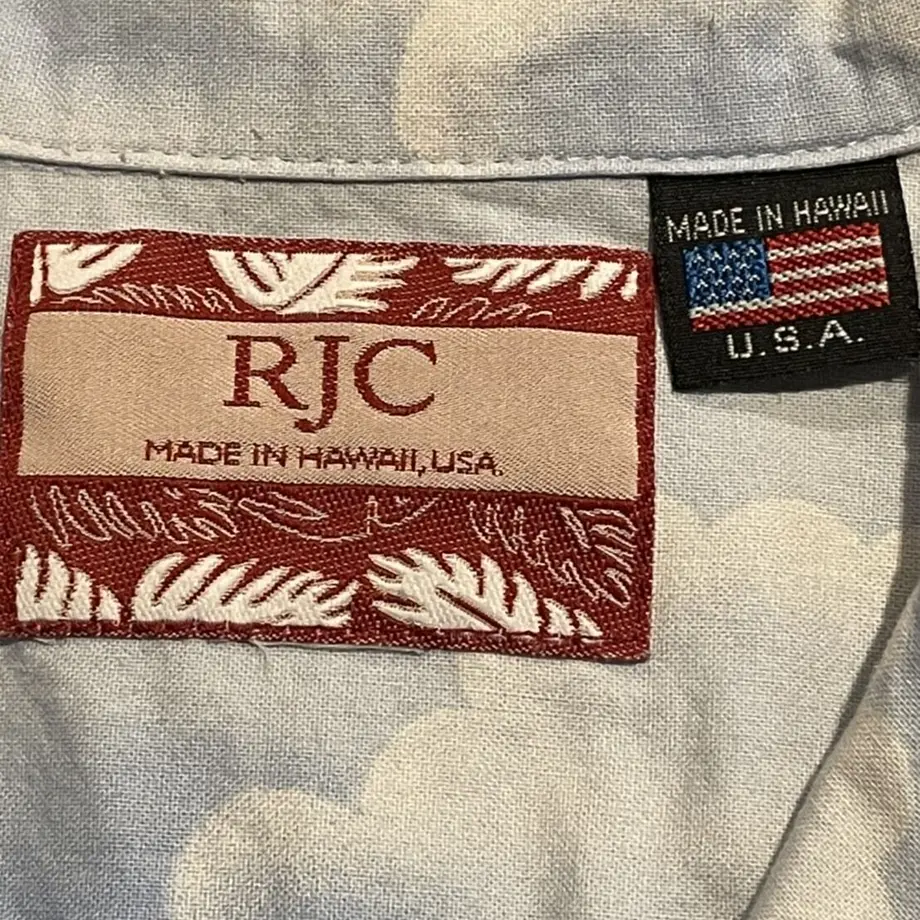 RJC
MADE IN HAWAII, USA.
MADE IN HAWAII
U.S.A.